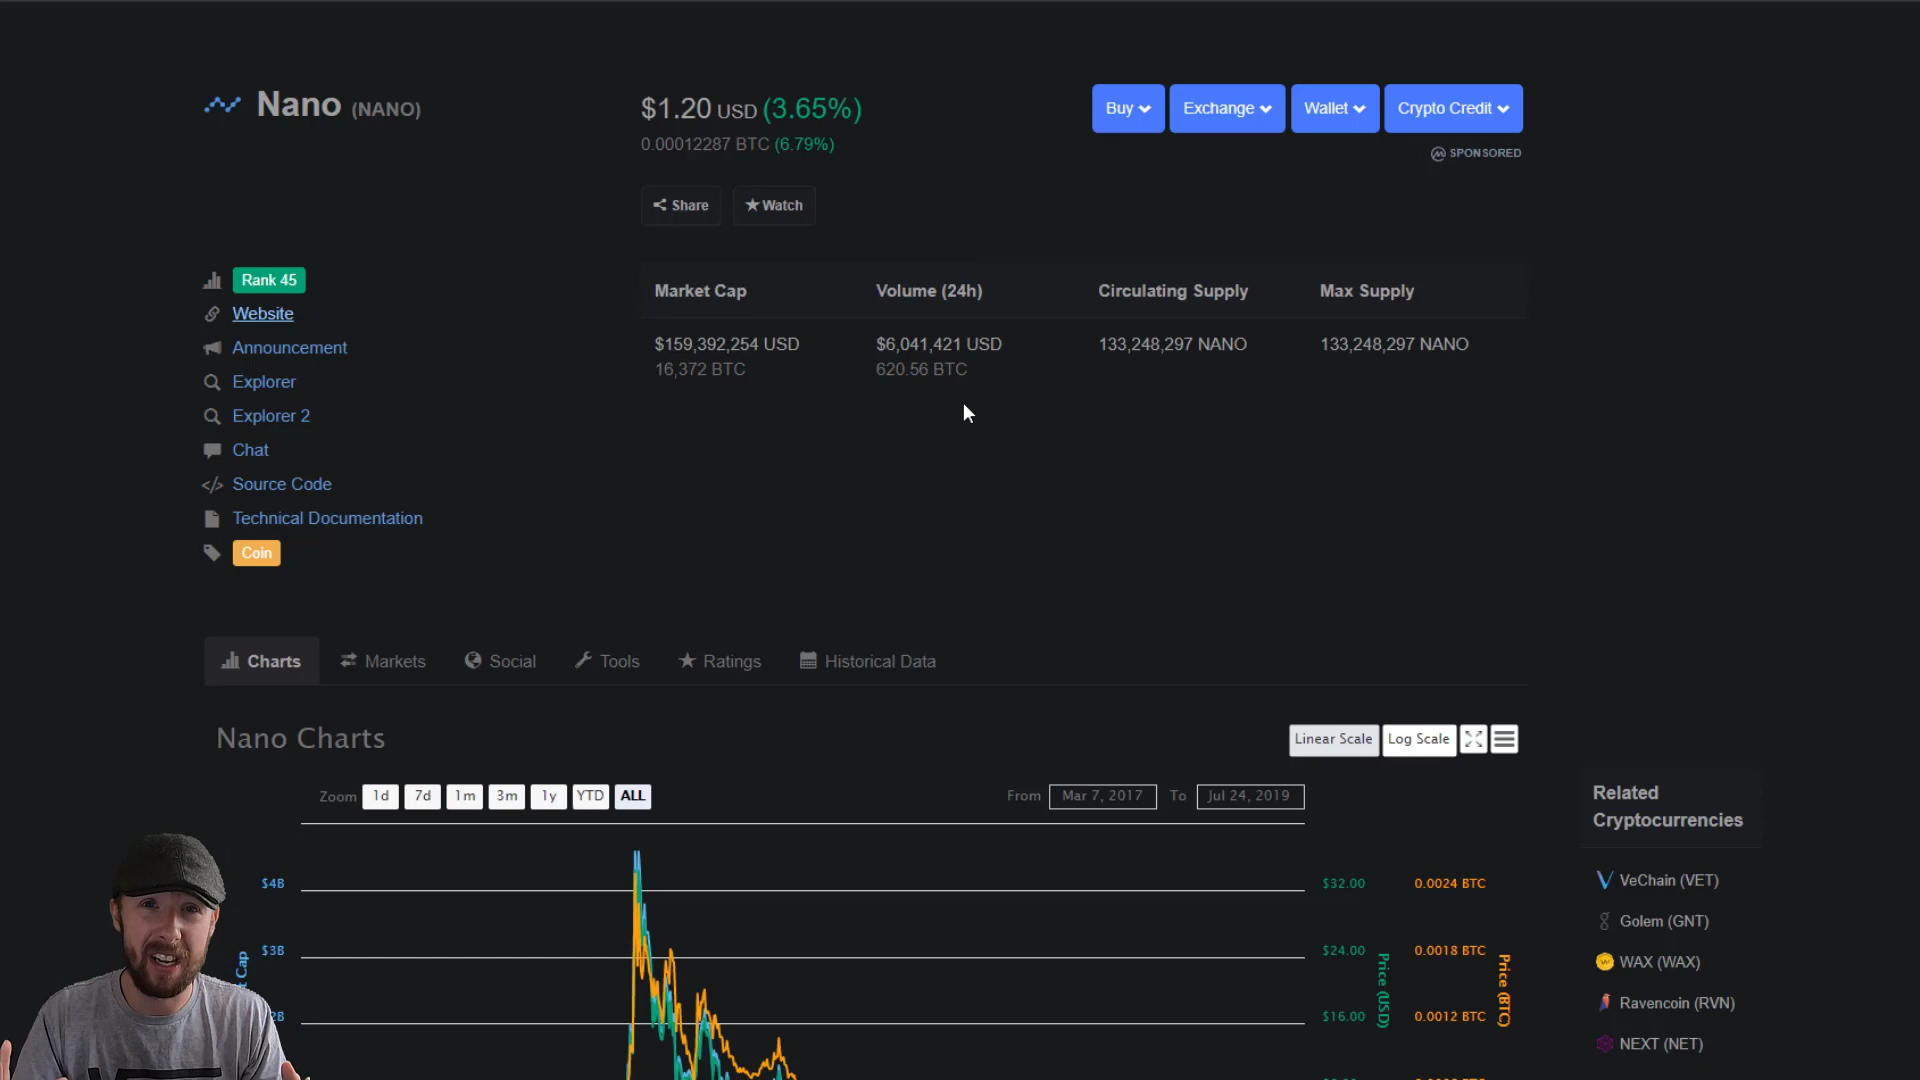 Nano (NANO)
$1.20 USD (3.65%)
0.00012287 BTC (6.79%)
Buy
Exchange
Wallet
Crypto Credit
SPONSORED
Share
Watch
Rank 45
Website
Announcement
Explorer
Explorer 2
Chat
Source Code
Technical Documentation
Coin
Market Cap Volume (24h) Circulating Supply Max Supply
$159,392,254 USD $6,041,421 USD 133,248,297 NANO 133,248,297 NANO
16,372 BTC 620.56 BTC
Charts Markets Social Tools Ratings Historical Data
Nano Charts
Linear Scale Log Scale
Zoom 1d 7d 1m 3m 1y YTD ALL
From Mar 7, 2017 To Jul 24, 2019
$4B
$3B
Cap
$32.00
$24.00
$16.00
Price (USD)
0.0024 BTC
0.0018 BTC
0.0012 BTC
Price (BTC)
Related
Cryptocurrencies
VeChain (VET)
Golem (GNT)
WAX (WAX)
Ravencoin (RVN)
NEXT (NET)